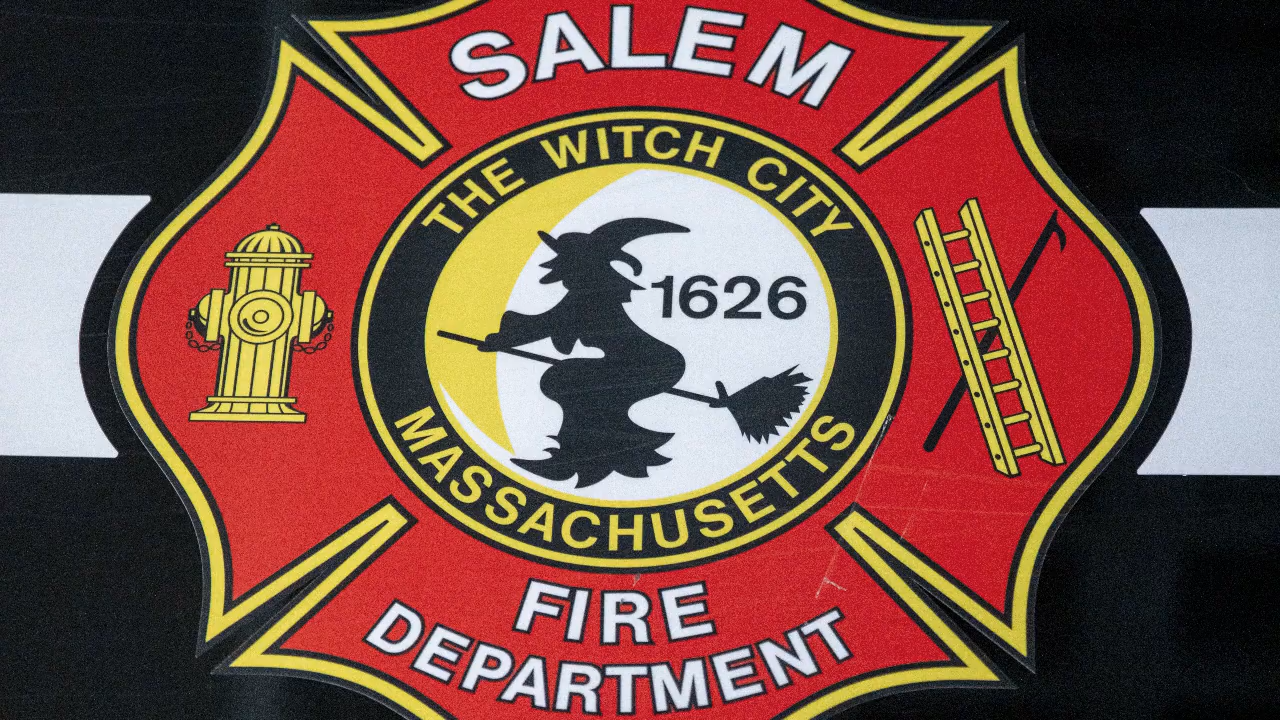 SALEM
THE WITCH CITY
1626
MASSACHUSETTS
FIRE
DEPARTMENT